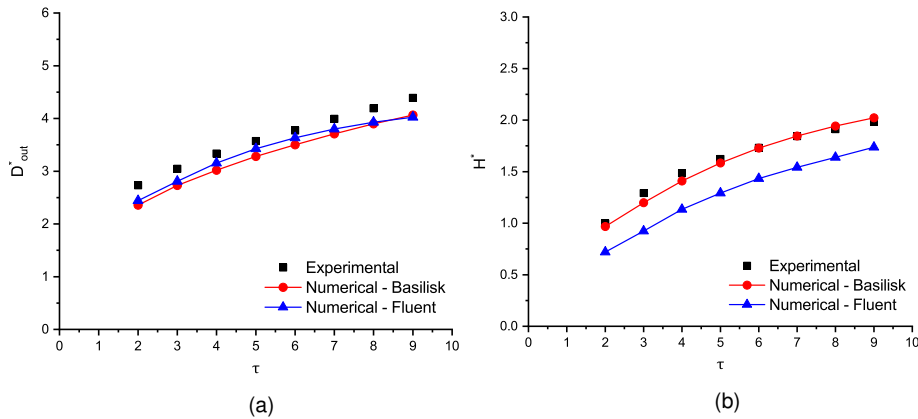 6
5
4
3
2
1
0
D*out
0 1 2 3 4 5 6 7 8 9 10
τ
Experimental
Numerical - Basilisk
Numerical - Fluent
(a)
3.0
2.5
2.0
1.5
1.0
0.5
0.0
H*
0 1 2 3 4 5 6 7 8 9 10
τ
Experimental
Numerical - Basilisk
Numerical - Fluent
(b)